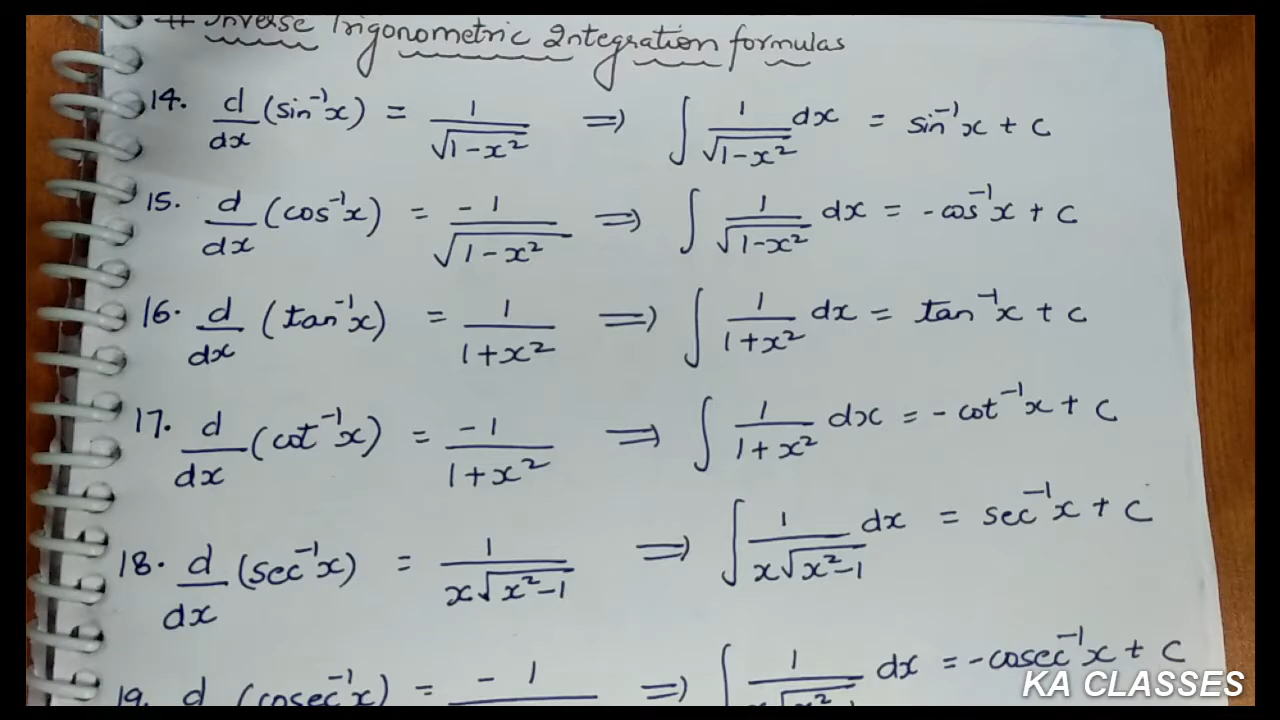 # Inverse Trigonometric Integration formulas
14. d/dx (sin⁻¹x) = 1/√(1-x²) ⇒ ∫ 1/√(1-x²) dx = sin⁻¹x + c
15. d/dx (cos⁻¹x) = -1/√(1-x²) ⇒ ∫ 1/√(1-x²) dx = -cos⁻¹x + c
16. d/dx (tan⁻¹x) = 1/(1+x²) ⇒ ∫ 1/(1+x²) dx = tan⁻¹x + c
17. d/dx (cot⁻¹x) = -1/(1+x²) ⇒ ∫ 1/(1+x²) dx = -cot⁻¹x + c
18. d/dx (sec⁻¹x) = 1/(x√(x²-1)) ⇒ ∫ 1/(x√(x²-1)) dx = sec⁻¹x + c
19. d (cosec⁻¹x) = -1 ⇒ ∫ 1/(x√(x²-1)) dx = -cosec⁻¹x + c
KA CLASSES